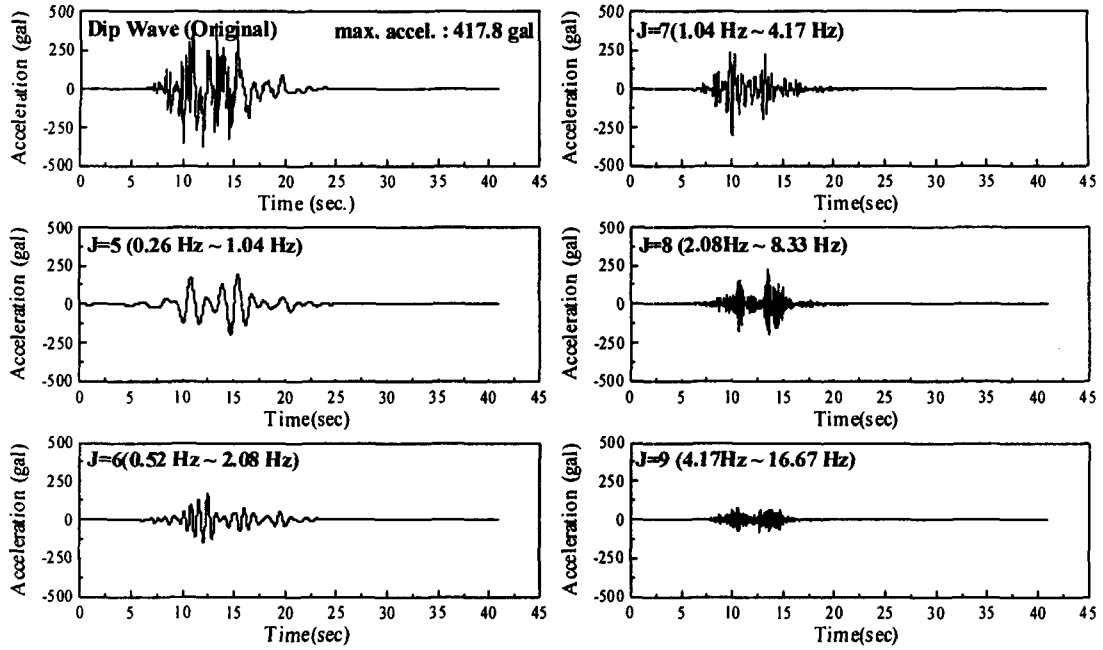 Dip Wave (Original) max. accel. : 417.8 gal
Acceleration (gal)
500
250
0
-250
-500
0 5 10 15 20 25 30 35 40 45
Time (sec.)
J=5 (0.26 Hz ~ 1.04 Hz)
Acceleration (gal)
500
250
0
-250
-500
0 5 10 15 20 25 30 35 40 45
Time(sec)
J=6(0.52 Hz ~ 2.08 Hz)
Acceleration (gal)
500
250
0
-250
-500
0 5 10 15 20 25 30 35 40 45
Time(sec)
J=7(1.04 Hz ~ 4.17 Hz)
Acceleration (gal)
500
250
0
-250
-500
0 5 10 15 20 25 30 35 40 45
Time(sec)
J=8 (2.08Hz ~ 8.33 Hz)
Acceleration (gal)
500
250
0
-250
-500
0 5 10 15 20 25 30 35 40 45
Time(sec)
J=9 (4.17Hz ~ 16.67 Hz)
Acceleration (gal)
500
250
0
-250
-500
0 5 10 15 20 25 30 35 40 45
Time(sec)